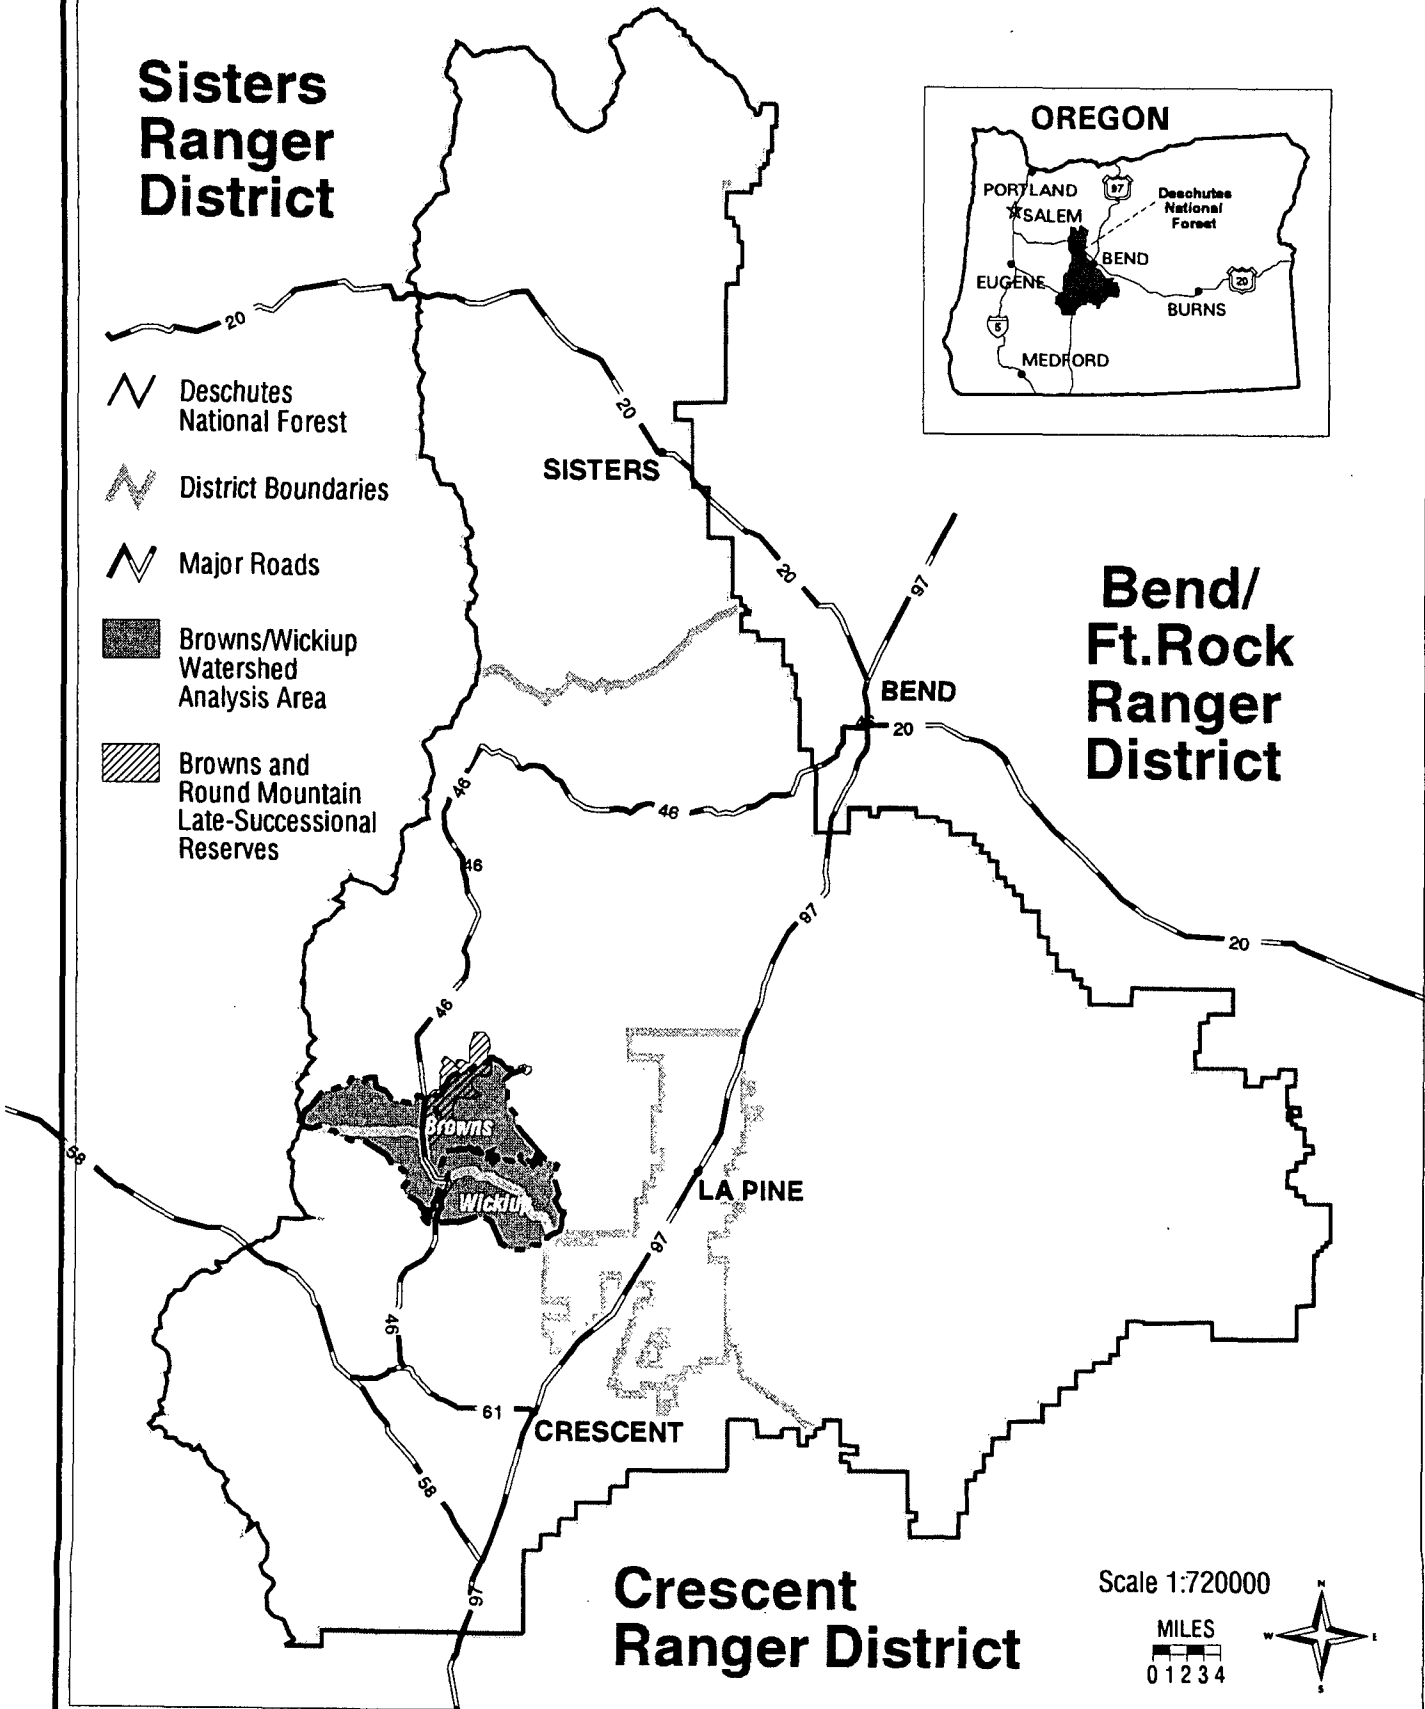 Sisters
Ranger
District
OREGON
PORTLAND
97
Deschutes
National
Forest
SALEM
BEND
EUGENE
20
BURNS
5
MEDFORD
20
Deschutes
National Forest
20
SISTERS
District Boundaries
Major Roads
20
97
Bend/
Ft.Rock
Ranger
District
Browns/Wickiup
Watershed
Analysis Area
BEND
46
20
Browns and
Round Mountain
Late-Successional
Reserves
46
46
46
97
20
46
Browns
58
LA PINE
Wickiup
97
46
61
CRESCENT
58
Crescent
Ranger District
97
Scale 1:720000
MILES
0 1 2 3 4
N
W
E
S